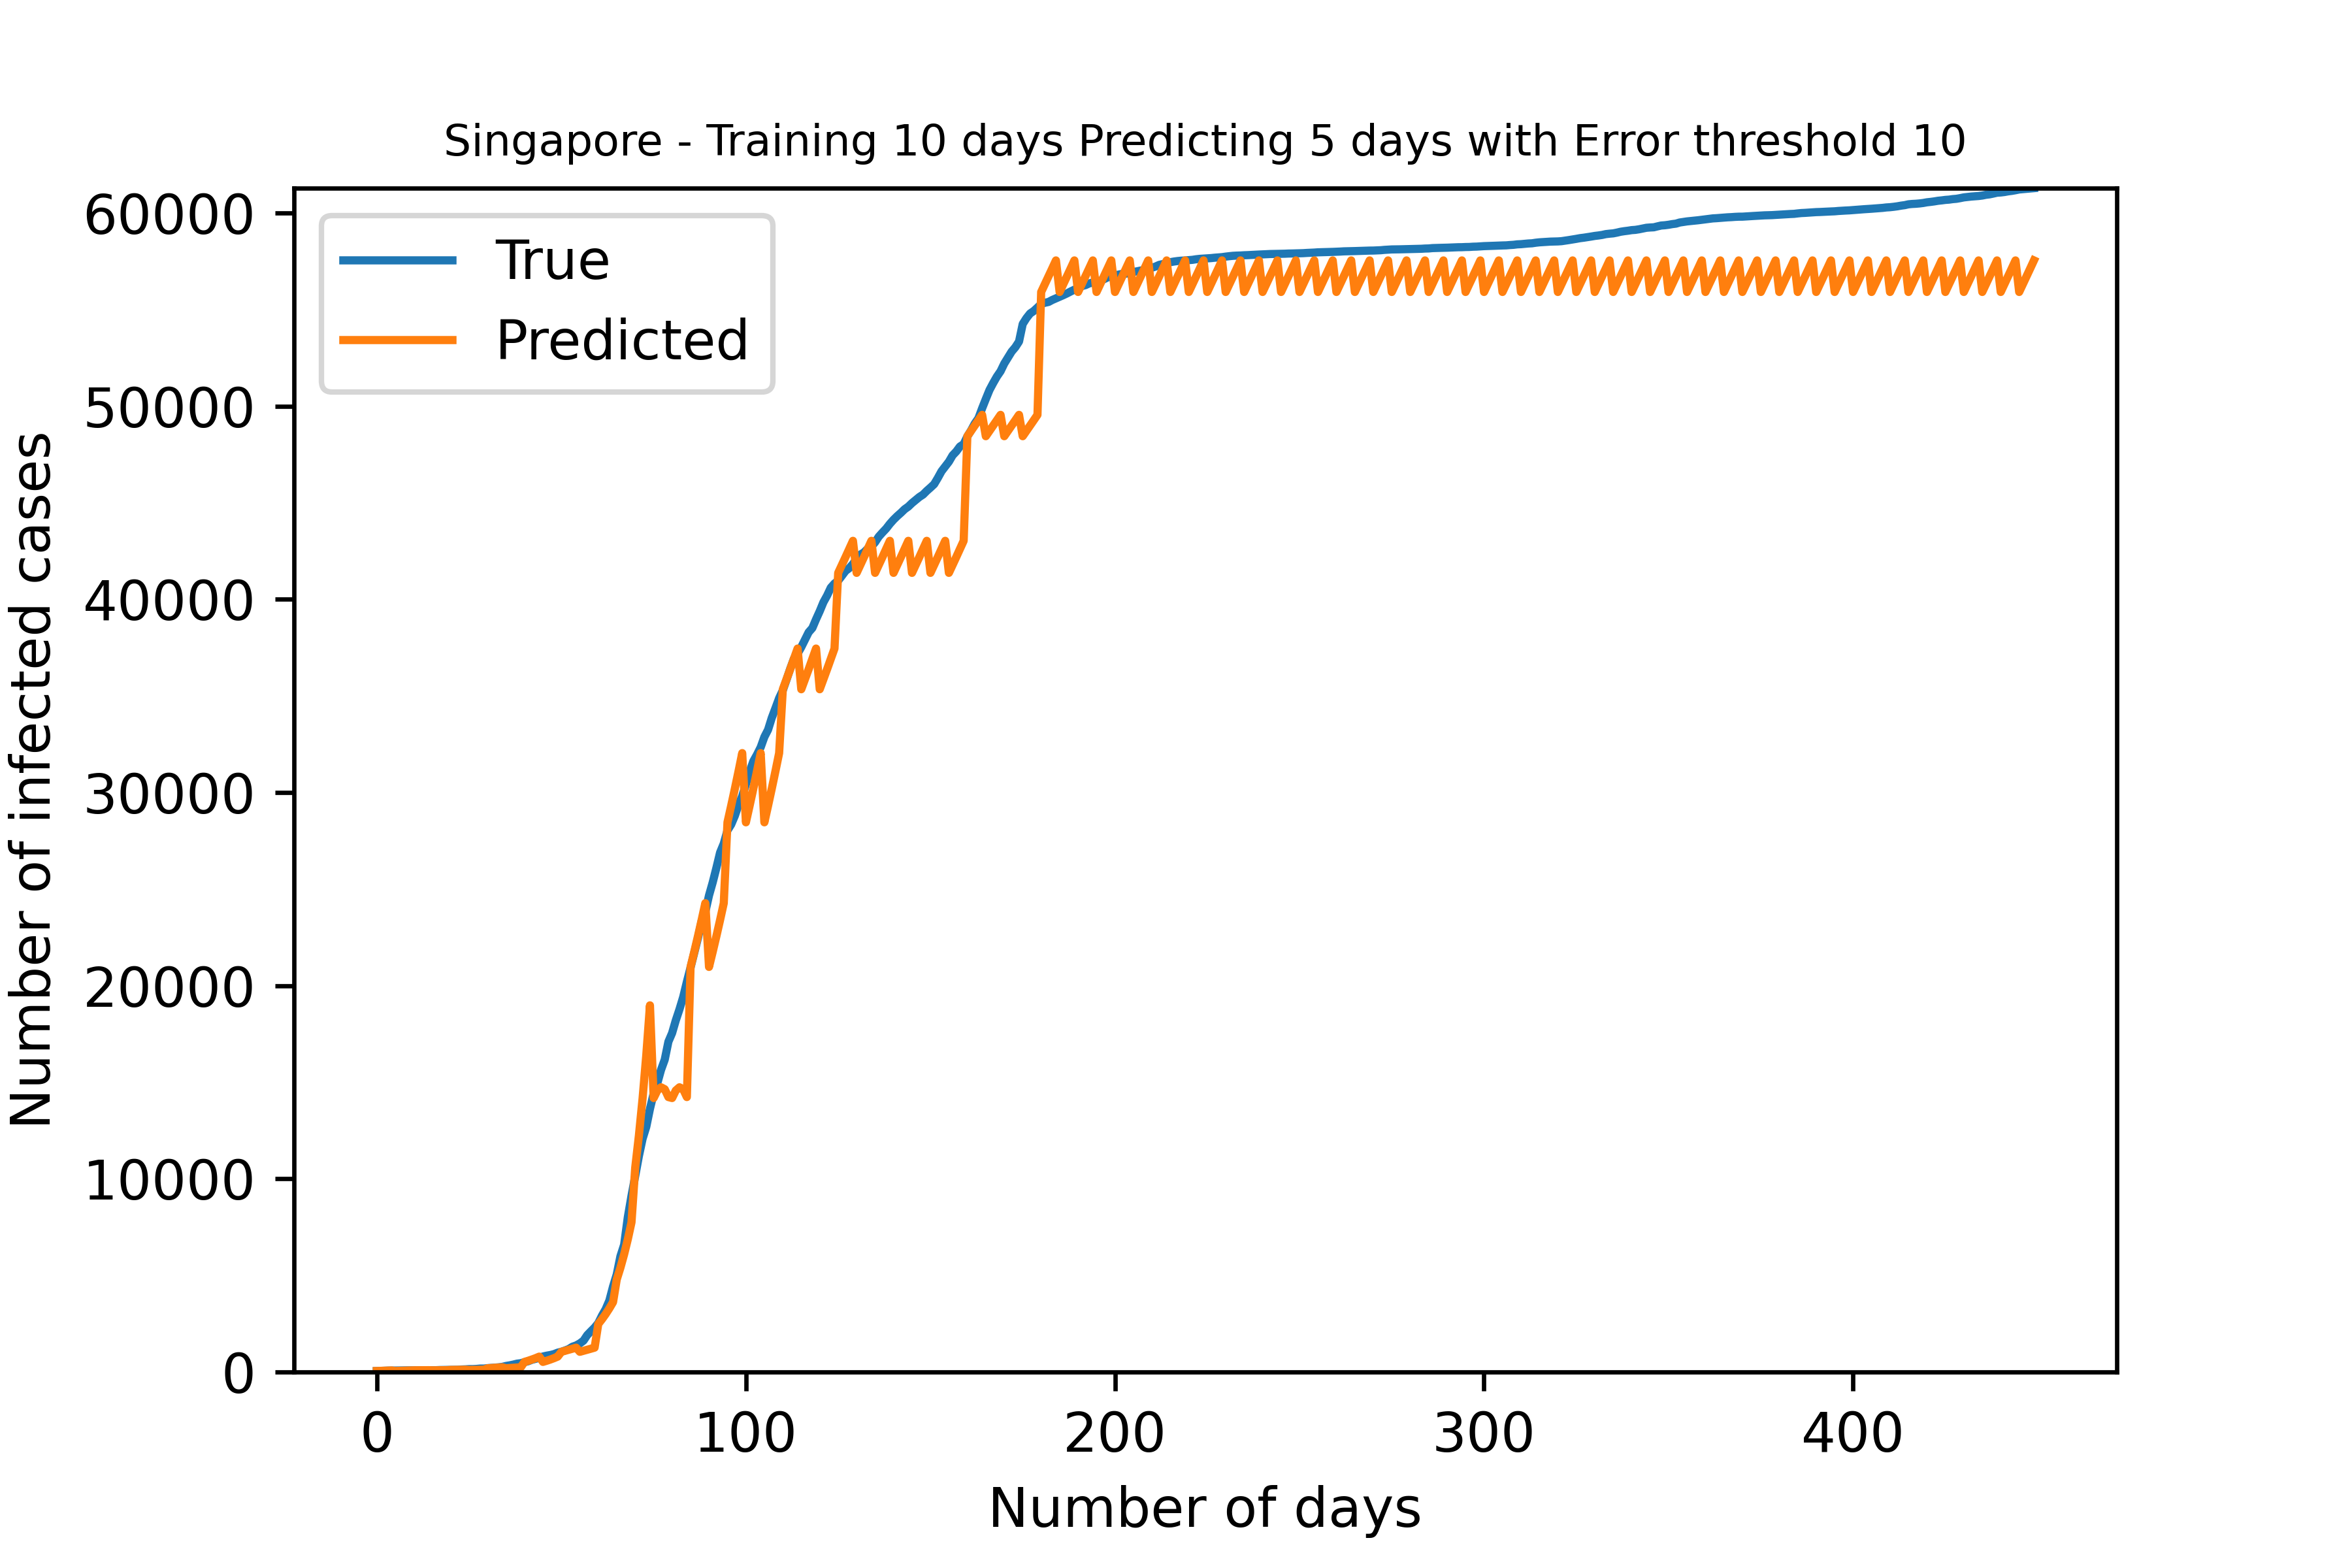 Singapore - Training 10 days Predicting 5 days with Error threshold 10
True
Predicted
60000
50000
40000
30000
20000
10000
0
Number of infected cases
0 100 200 300 400
Number of days